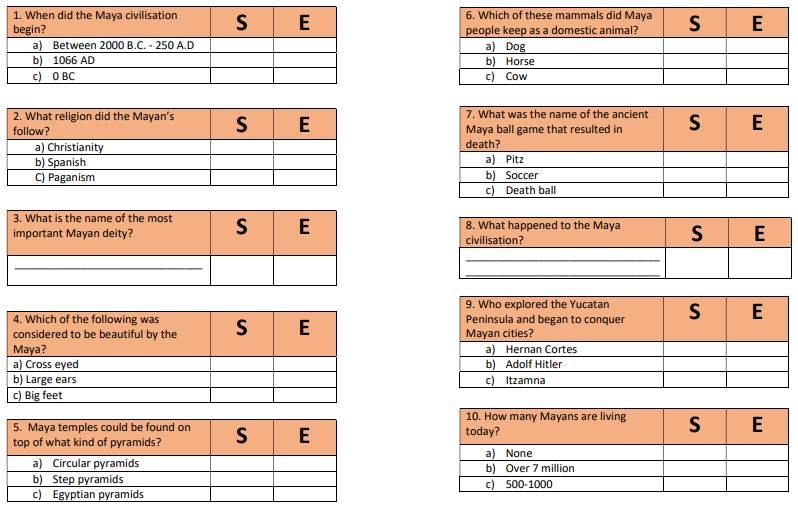 1. When did the Maya civilisation
begin?
S E
a) Between 2000 B.C. - 250 A.D
b) 1066 AD
c) 0 BC
2. What religion did the Mayan's
follow?
S E
a) Christianity
b) Spanish
C) Paganism
3. What is the name of the most
important Mayan deity?
S E
4. Which of the following was
considered to be beautiful by the
Maya?
S E
a) Cross eyed
b) Large ears
c) Big feet
5. Maya temples could be found on
top of what kind of pyramids?
S E
a) Circular pyramids
b) Step pyramids
c) Egyptian pyramids
6. Which of these mammals did Maya
people keep as a domestic animal?
S E
a) Dog
b) Horse
c) Cow
7. What was the name of the ancient
Maya ball game that resulted in
death?
S E
a) Pitz
b) Soccer
c) Death ball
8. What happened to the Maya
civilisation?
S E
9. Who explored the Yucatan
Peninsula and began to conquer
Mayan cities?
S E
a) Hernan Cortes
b) Adolf Hitler
c) Itzamna
10. How many Mayans are living
today?
S E
a) None
b) Over 7 million
c) 500-1000